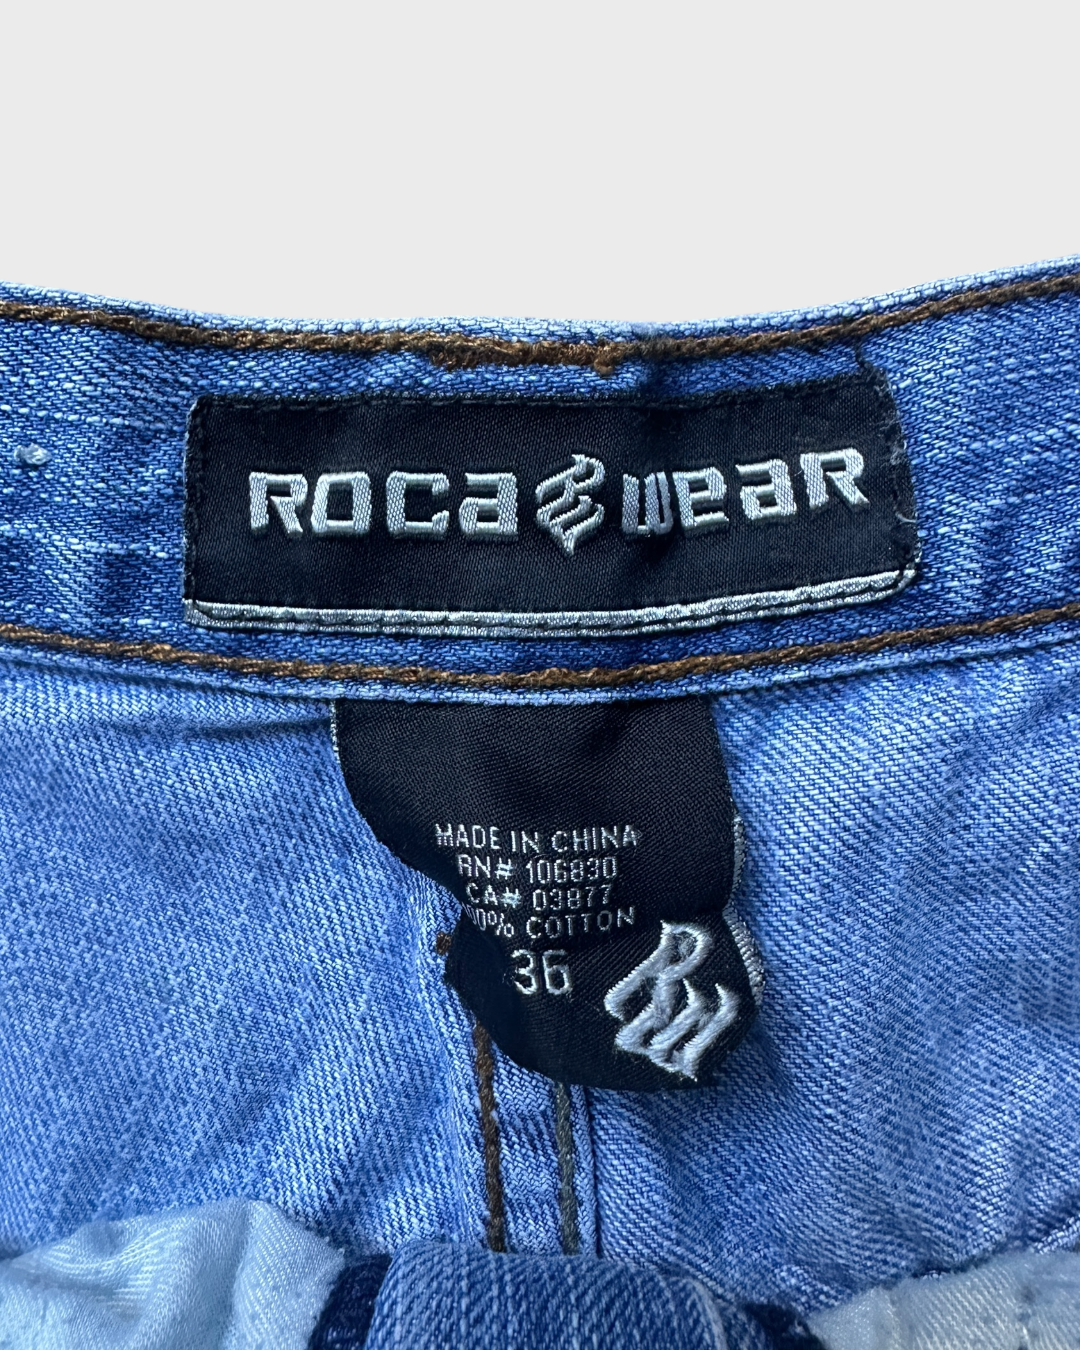 ROCA WEAR
MADE IN CHINA
RN# 106830
CA# 03877
00% COTTON
36
RW